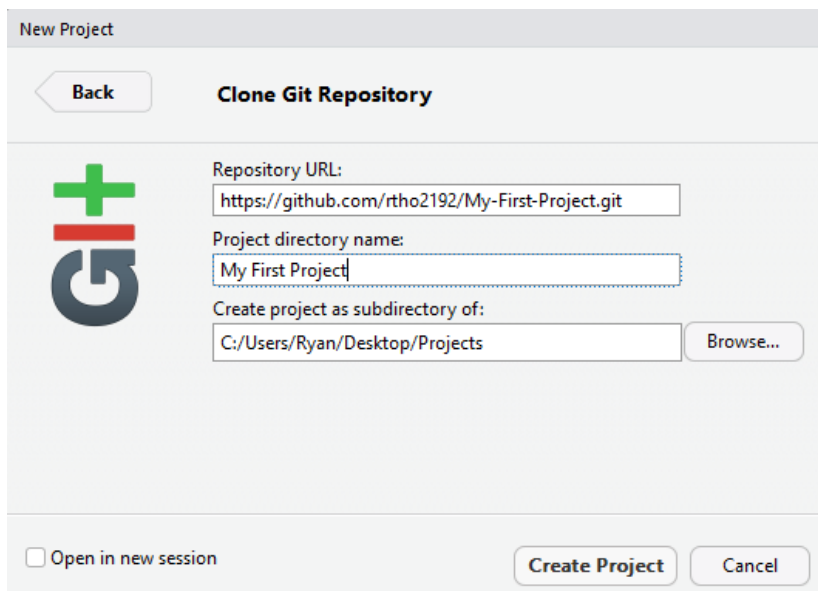 New Project
Back
Clone Git Repository
GIT
Repository URL:
https://github.com/rtho2192/My-First-Project.git
Project directory name:
My First Project
Create project as subdirectory of:
C:/Users/Ryan/Desktop/Projects
Browse...
Open in new session
Create Project
Cancel